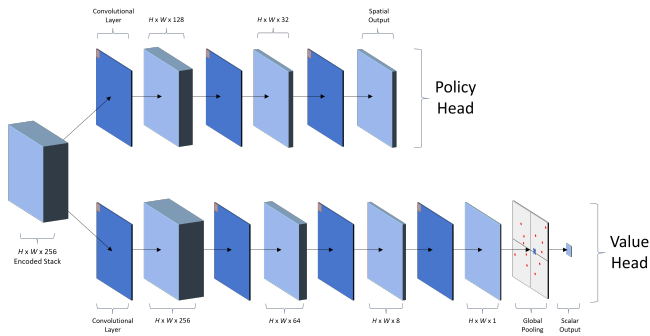 Convolutional
Layer
H x W x 128
H x W x 32
Spatial
Output
Policy
Head
H x W x 256
Encoded Stack
Value
Head
Convolutional
Layer
H x W x 256
H x W x 64
H x W x 8
H x W x 1
Global
Pooling
Scalar
Output